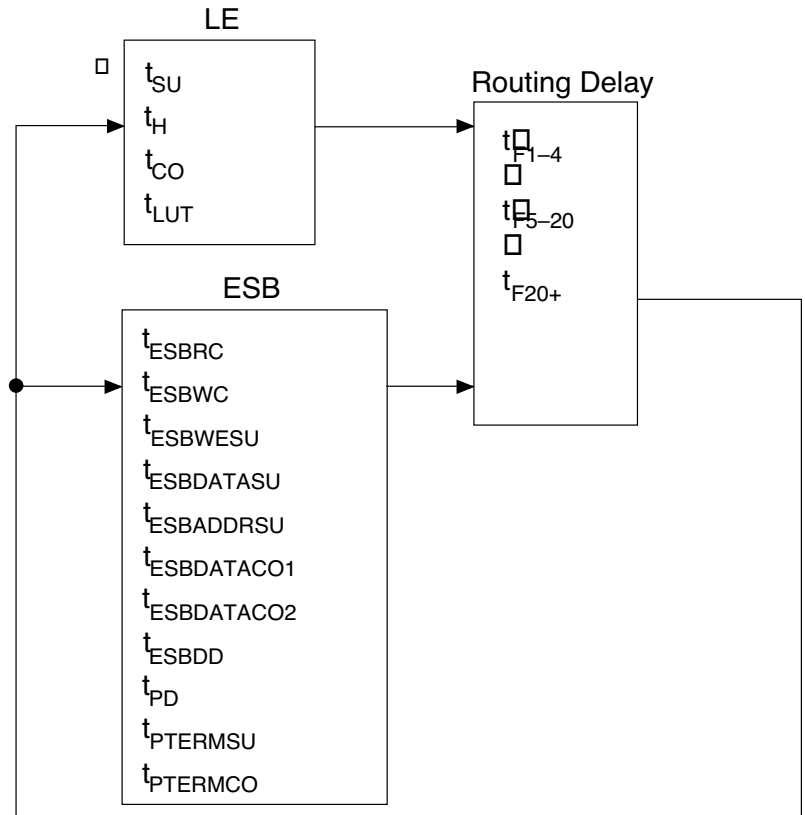 LE
tSU
tH
tCO
tLUT
Routing Delay
tF1–4
tF5–20
tF20+
ESB
tESBRC
tESBWC
tESBWESU
tESBDATASU
tESBADDRSU
tESBDATACO1
tESBDATACO2
tESBDD
tPD
tPTERMSU
tPTERMCO